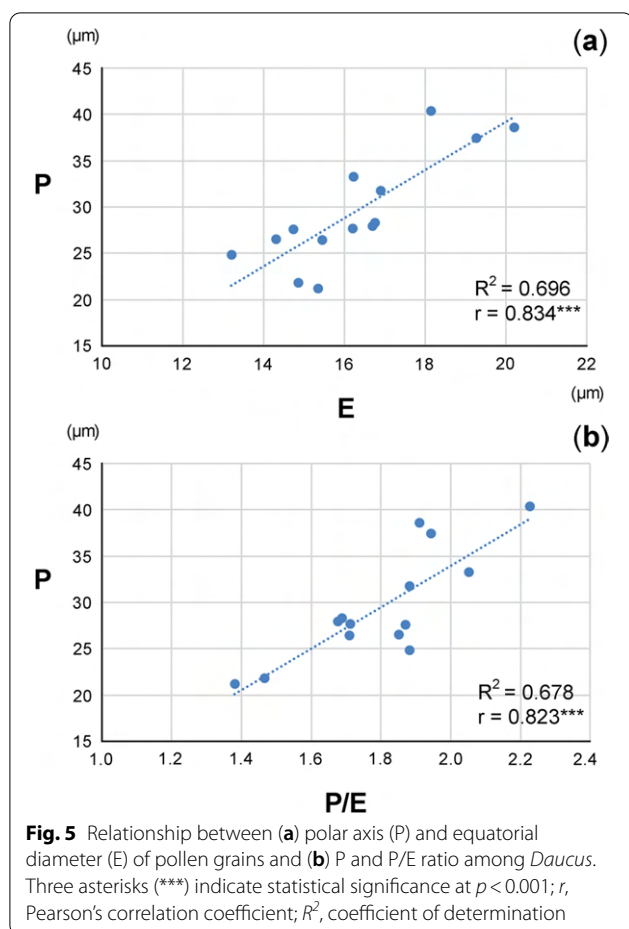 (µm)
(a)
45
40
35
P
30
25
20
15
R² = 0.696
r = 0.834***
10 12 14 16 18 20 22
E
(µm)
(µm)
(b)
45
40
35
P
30
25
20
15
R² = 0.678
r = 0.823***
1.0 1.2 1.4 1.6 1.8 2.0 2.2 2.4
P/E
Fig. 5 Relationship between (a) polar axis (P) and equatorial
diameter (E) of pollen grains and (b) P and P/E ratio among Daucus.
Three asterisks (***) indicate statistical significance at p < 0.001; r,
Pearson’s correlation coefficient; R², coefficient of determination